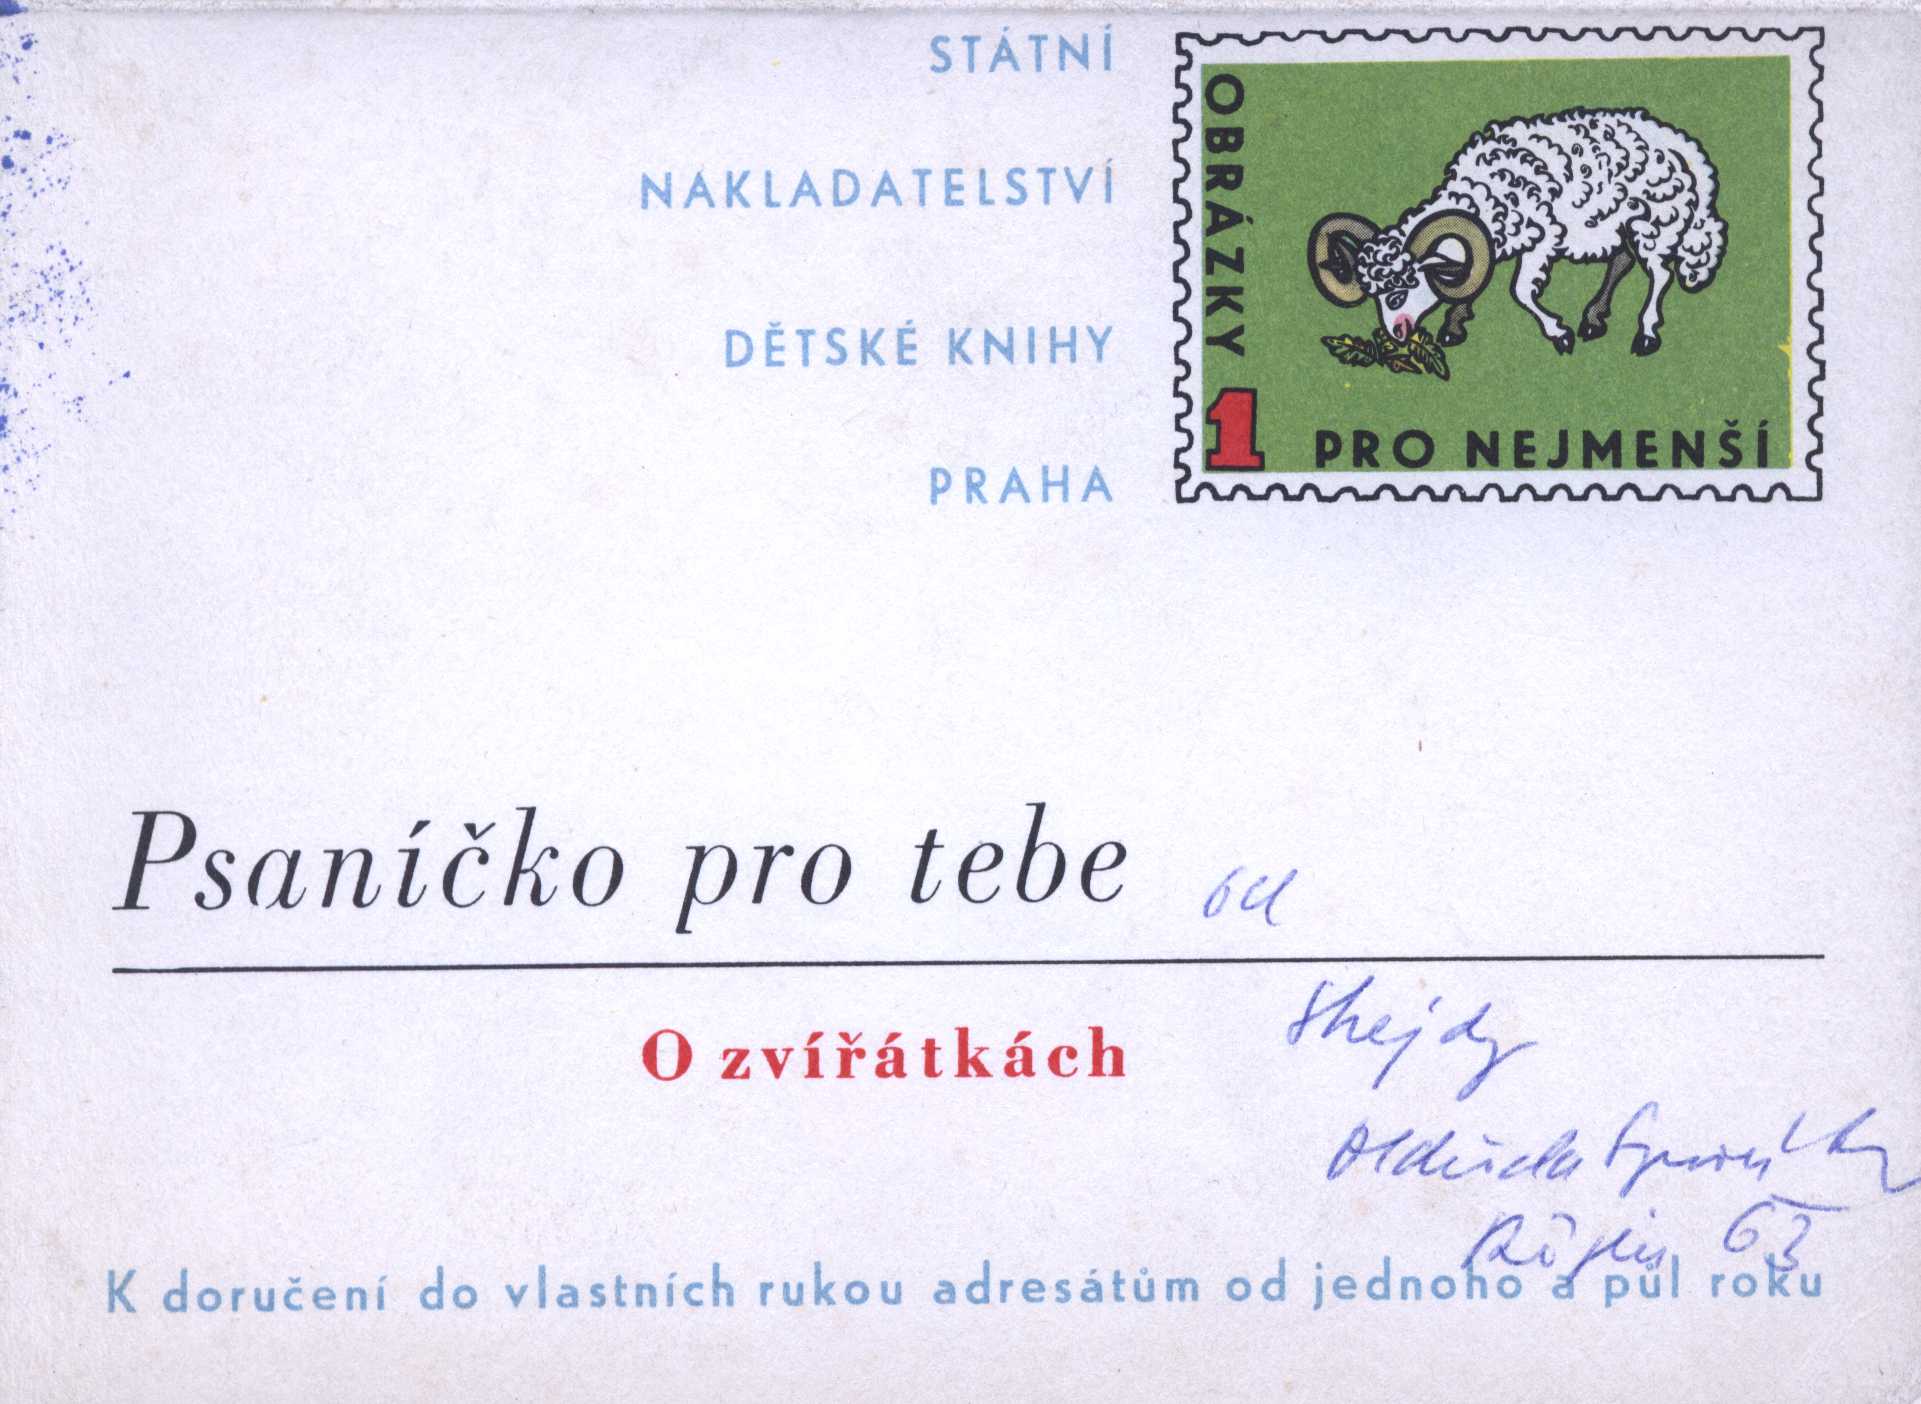 STÁTNÍ
NAKLADATELSTVÍ
DĚTSKÉ KNIHY
PRAHA
OBRÁZKY
1 PRO NEJMENŠÍ
Psaníčko pro tebe od
O zvířátkách
Oldřicha
Říjen 63
K doručení do vlastních rukou adresátům od jednoho a půl roku